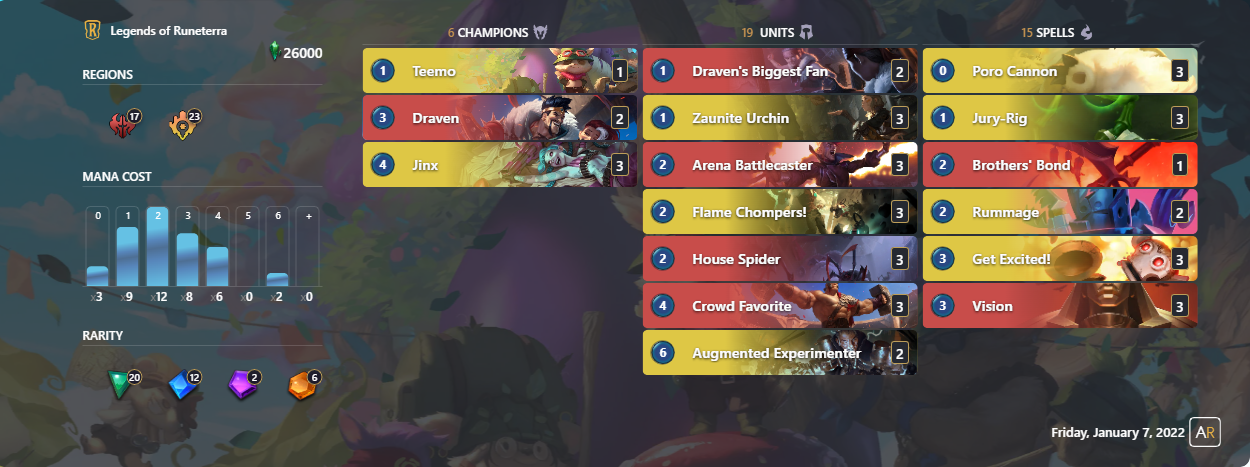 Legends of Runeterra
26000
REGIONS
17
23
MANA COST
0 1 2 3 4 5 6 +
x3 x9 x12 x8 x6 x0 x2 x0
RARITY
20
12
2
6
6 CHAMPIONS
1 Teemo 1
3 Draven 2
4 Jinx 3
19 UNITS
1 Draven's Biggest Fan 2
1 Zaunite Urchin 3
2 Arena Battlecaster 3
2 Flame Chompers! 3
2 House Spider 3
4 Crowd Favorite 3
6 Augmented Experimenter 2
15 SPELLS
0 Poro Cannon 3
1 Jury-Rig 3
2 Brothers' Bond 1
2 Rummage 2
3 Get Excited! 3
3 Vision 3
Friday, January 7, 2022 AR